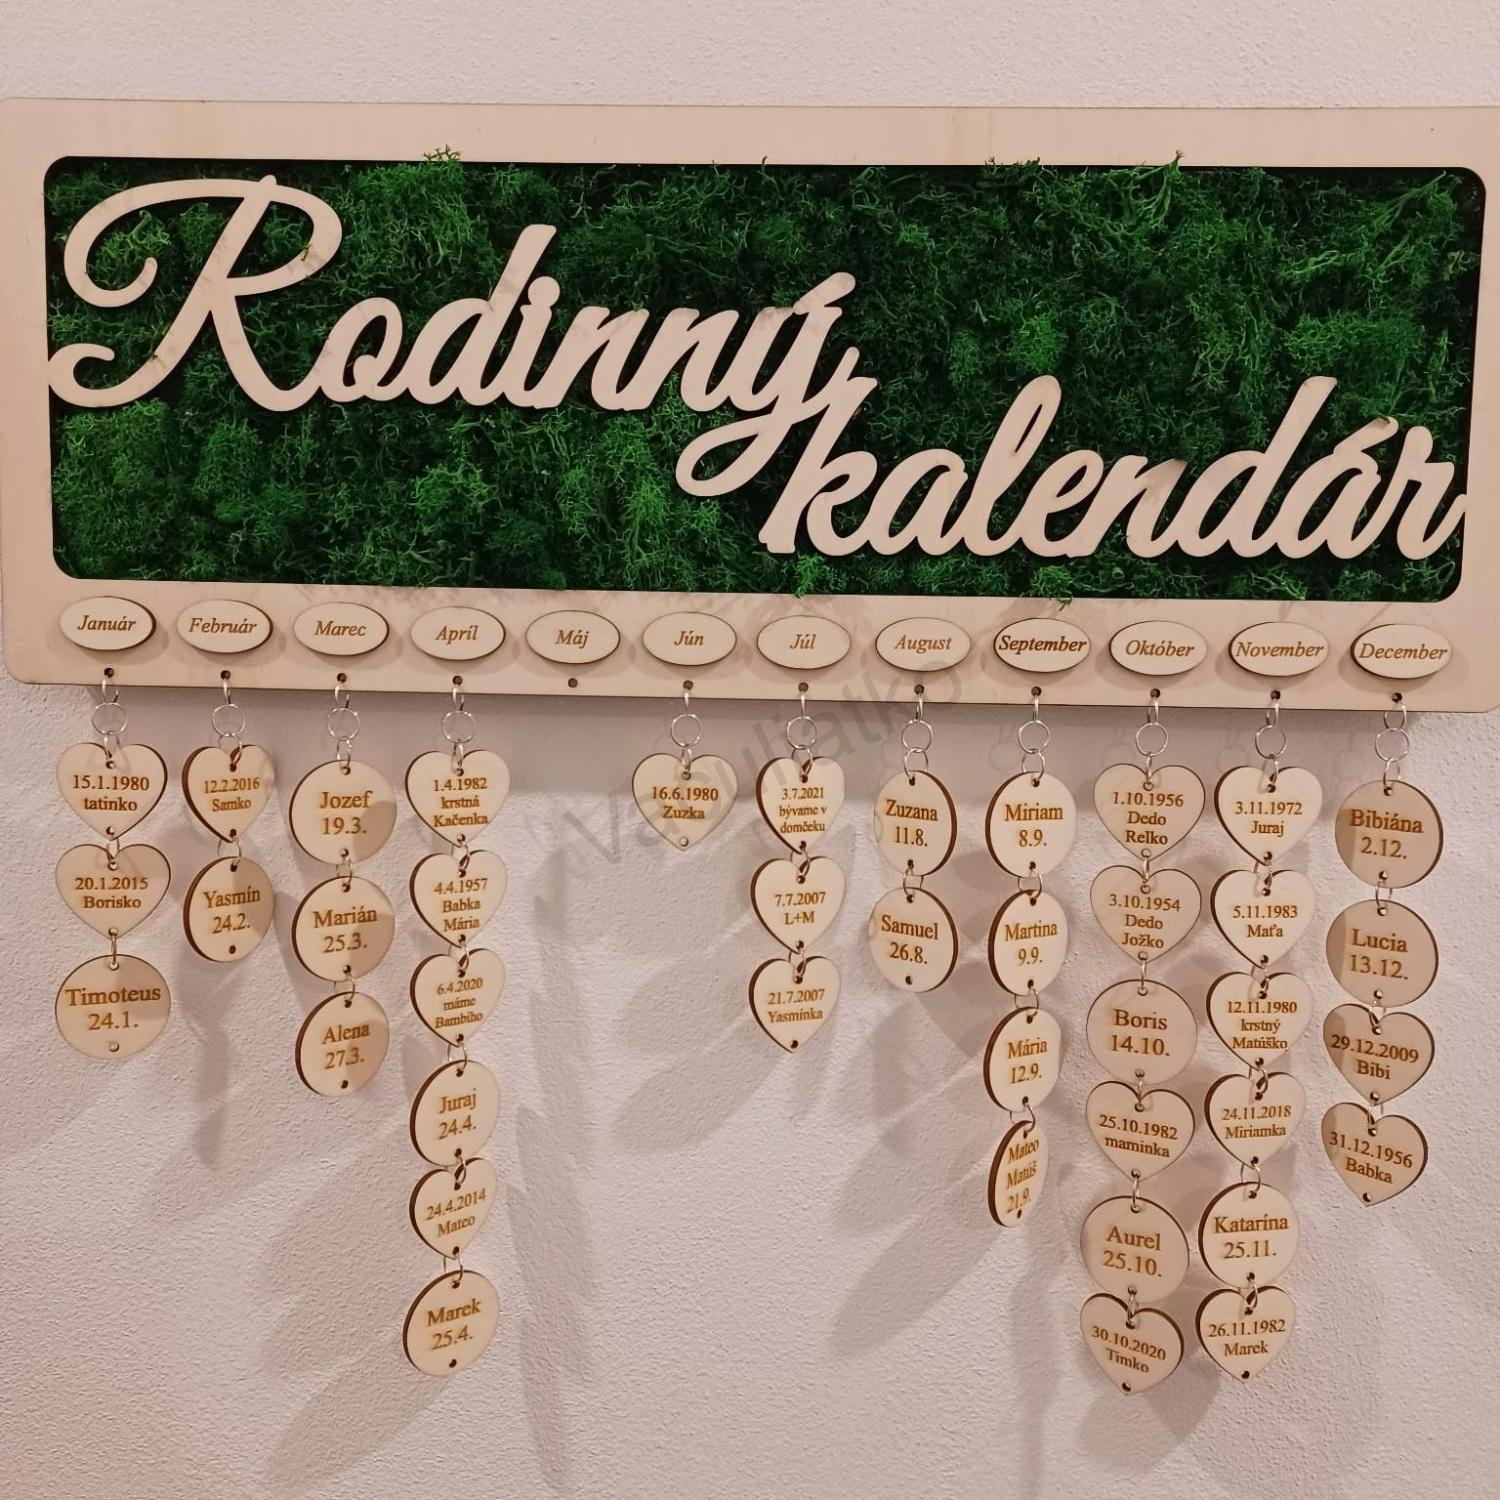 Rodinný
kalendár
Január
Február
Marec
Apríl
Máj
Jún
Júl
August
September
Október
November
December
15.1.1980
tatinko
20.1.2015
Borisko
Timoteus
24.1.
12.2.2016
Samko
Yasmín
24.2.
Jozef
19.3.
Marián
25.3.
Alena
27.3.
1.4.1982
krstná
Kačenka
4.4.1957
Babka
Mária
6.4.2020
máme
Bambiho
Juraj
24.4.
24.4.2014
Mateo
Marek
25.4.
16.6.1980
Zuzka
3.7.2021
bývame v
domčeku
7.7.2007
L+M
21.7.2007
Yasmínka
Zuzana
11.8.
Samuel
26.8.
Miriam
8.9.
Martina
9.9.
Mária
12.9.
Mateo
Matúš
21.9.
1.10.1956
Dedo
Reľko
3.10.1954
Dedo
Jožko
Boris
14.10.
25.10.1982
maminka
Aurel
25.10.
30.10.2020
Timko
3.11.1972
Juraj
5.11.1983
Maťa
12.11.1980
krstný
Matúško
24.11.2018
Miriamka
Katarína
25.11.
26.11.1982
Marek
Bibiána
2.12.
Lucia
13.12.
29.12.2009
Bibi
31.12.1956
Babka
Vasuliatko